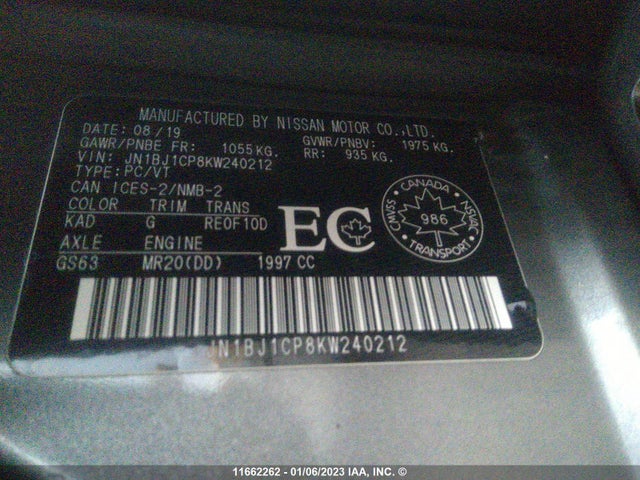 MANUFACTURED BY NISSAN MOTOR CO.,LTD.
DATE: 08/19
GAWR/PNBE FR: 1055 KG. GVWR/PNBV: 1975 KG.
RR: 935 KG.
VIN: JN1BJ1CP8KW240212
TYPE: PC/VT
CAN ICES-2/NMB-2
COLOR TRIM TRANS
KAD G RE0F10D
AXLE ENGINE
GS63 MR20(DD) 1997 CC
EC
CANADA
CMVSS
986
NSVAC
TRANSPORT
JN1BJ1CP8KW240212
11662262 - 01/06/2023 IAA, INC. ©